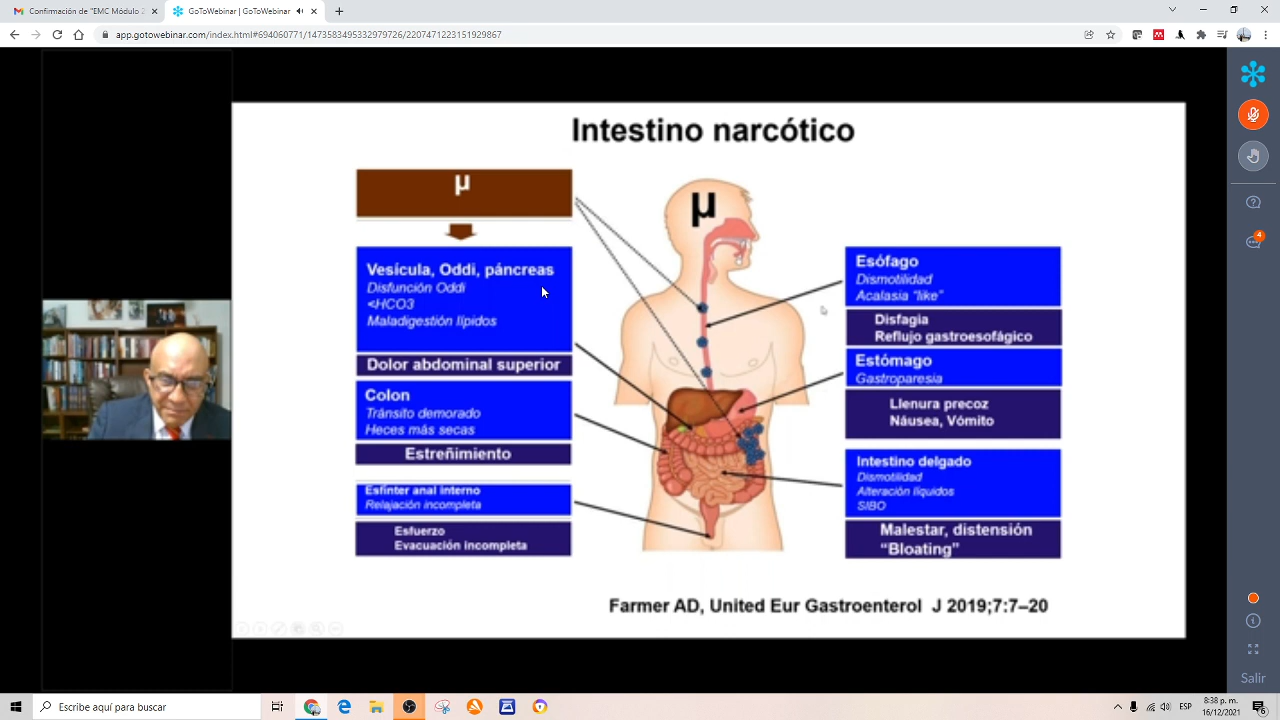 Confirmación de "EMC Módulo
GoToWebinar | GoToWebinar
app.gotowebinar.com/index.html#694060771/1473583495332979726/2207471223151929867
Intestino narcótico
µ
Vesícula, Oddi, páncreas
Disfunción Oddi
<HCO3
Maladigestión lípidos
Dolor abdominal superior
Colon
Tránsito demorado
Heces más secas
Estreñimiento
Esfínter anal interno
Relajación incompleta
Esfuerzo
Evacuación incompleta
µ
Esófago
Dismotilidad
Acalasia "like"
Disfagia
Reflujo gastroesofágico
Estómago
Gastroparesia
Llenura precoz
Náusea, Vómito
Intestino delgado
Dismotilidad
Alteración líquidos
SIBO
Malestar, distensión
"Bloating"
Farmer AD, United Eur Gastroenterol J 2019;7:7–20
4
Salir
Escribe aquí para buscar
ESP
8:38 p. m.
16/12/2021